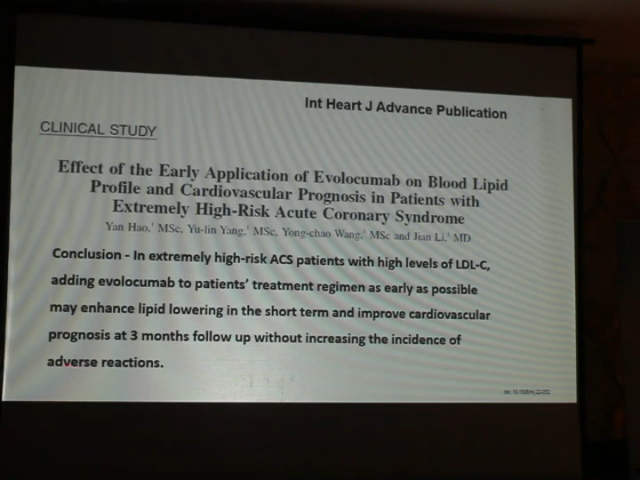 Int Heart J Advance Publication
CLINICAL STUDY
Effect of the Early Application of Evolocumab on Blood Lipid
Profile and Cardiovascular Prognosis in Patients with
Extremely High-Risk Acute Coronary Syndrome
Yan Hao,¹ MSc, Yu-lin Yang,¹ MSc, Yong-chao Wang,¹ MSc and Jian Li,¹ MD
Conclusion - In extremely high-risk ACS patients with high levels of LDL-C,
adding evolocumab to patients' treatment regimen as early as possible
may enhance lipid lowering in the short term and improve cardiovascular
prognosis at 3 months follow up without increasing the incidence of
adverse reactions.